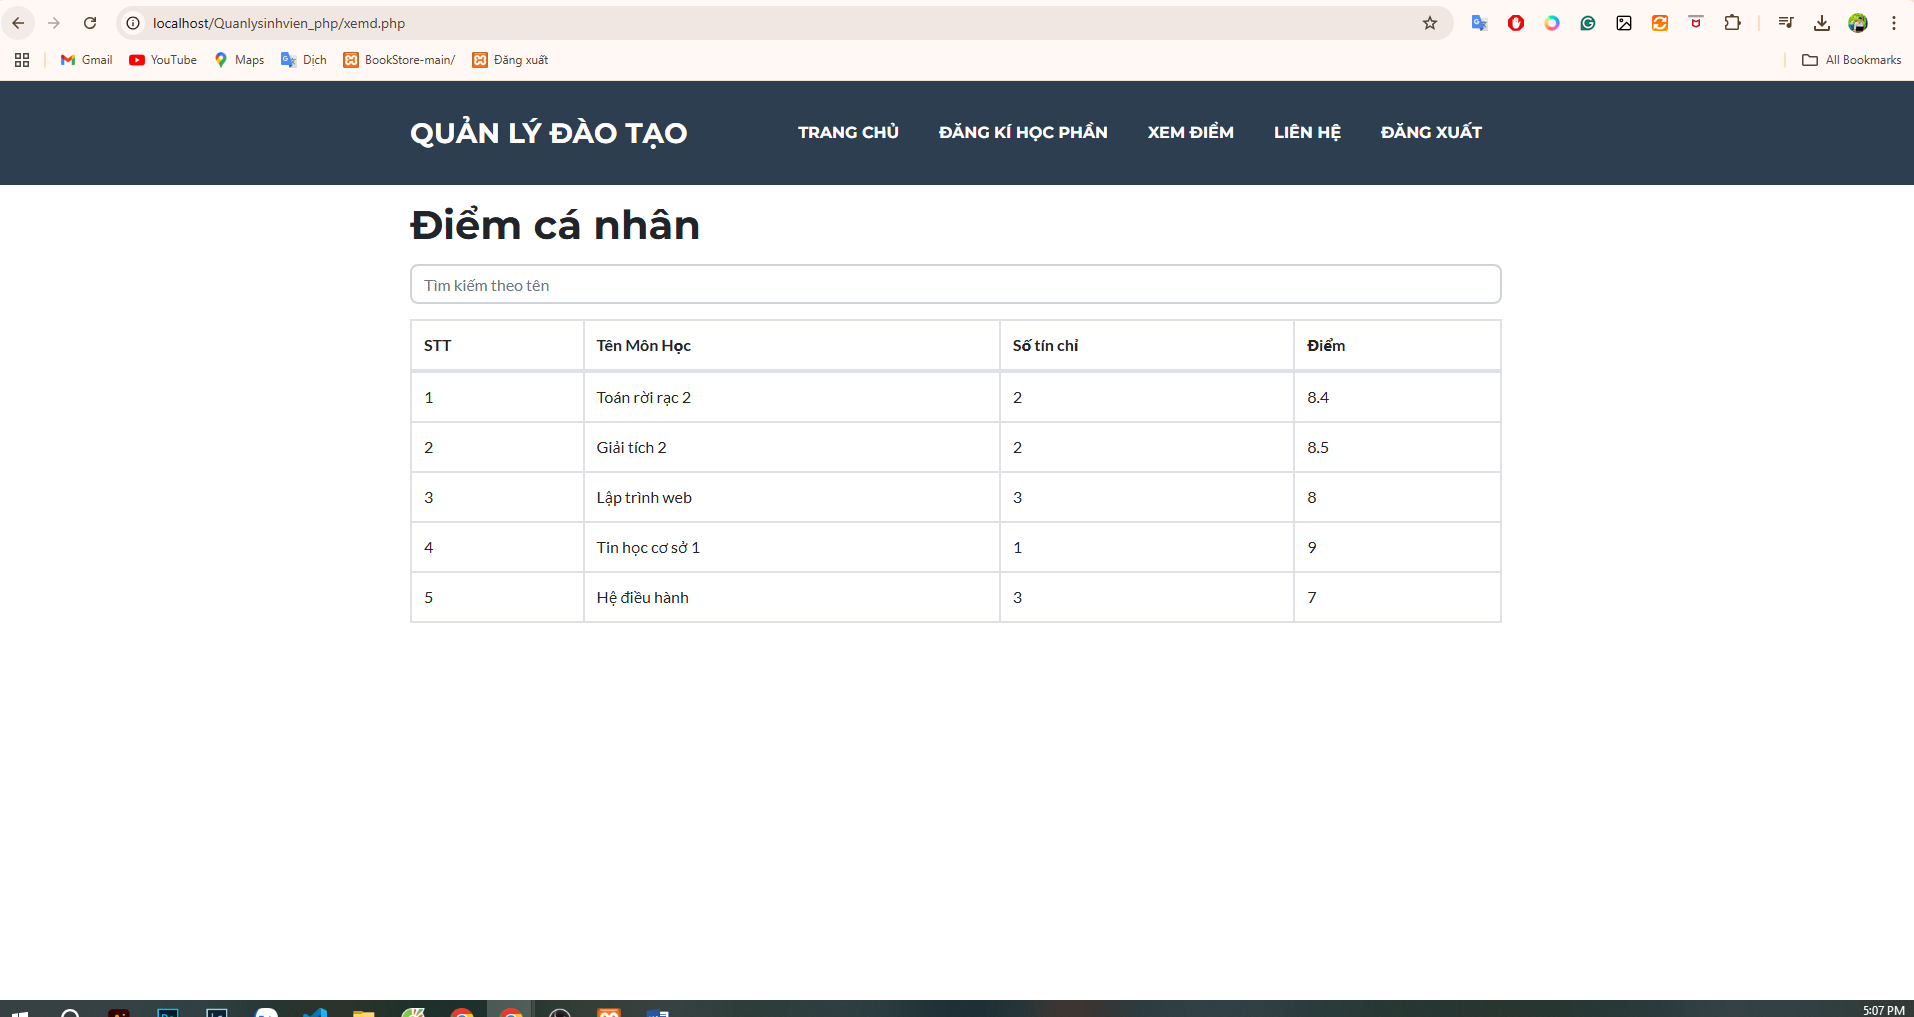 localhost/Quanlysinhvien_php/xemd.php
Gmail YouTube Maps Dịch BookStore-main/ Đăng xuất All Bookmarks
QUẢN LÝ ĐÀO TẠO TRANG CHỦ ĐĂNG KÍ HỌC PHẦN XEM ĐIỂM LIÊN HỆ ĐĂNG XUẤT
Điểm cá nhân
Tìm kiếm theo tên
STT Tên Môn Học Số tín chỉ Điểm
1 Toán rời rạc 2 2 8.4
2 Giải tích 2 2 8.5
3 Lập trình web 3 8
4 Tin học cơ sở 1 1 9
5 Hệ điều hành 3 7
5:07 PM